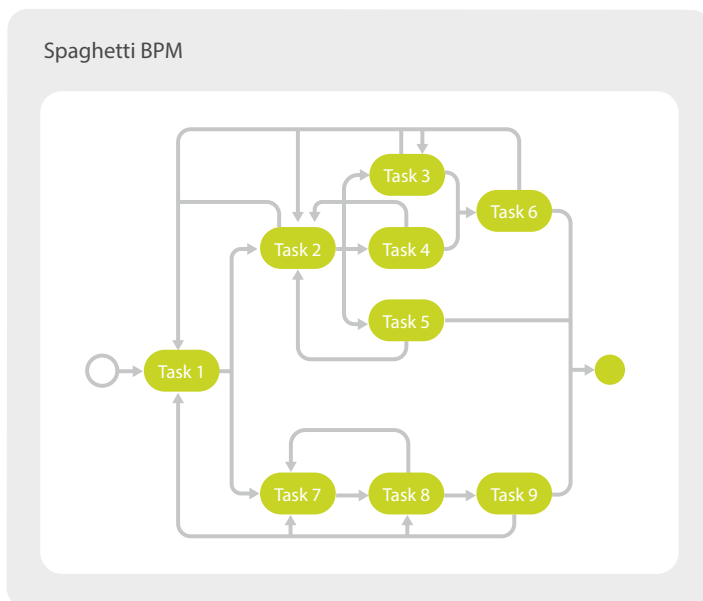 Spaghetti BPM
Task 3
Task 6
Task 2
Task 4
Task 5
Task 1
Task 7
Task 8
Task 9